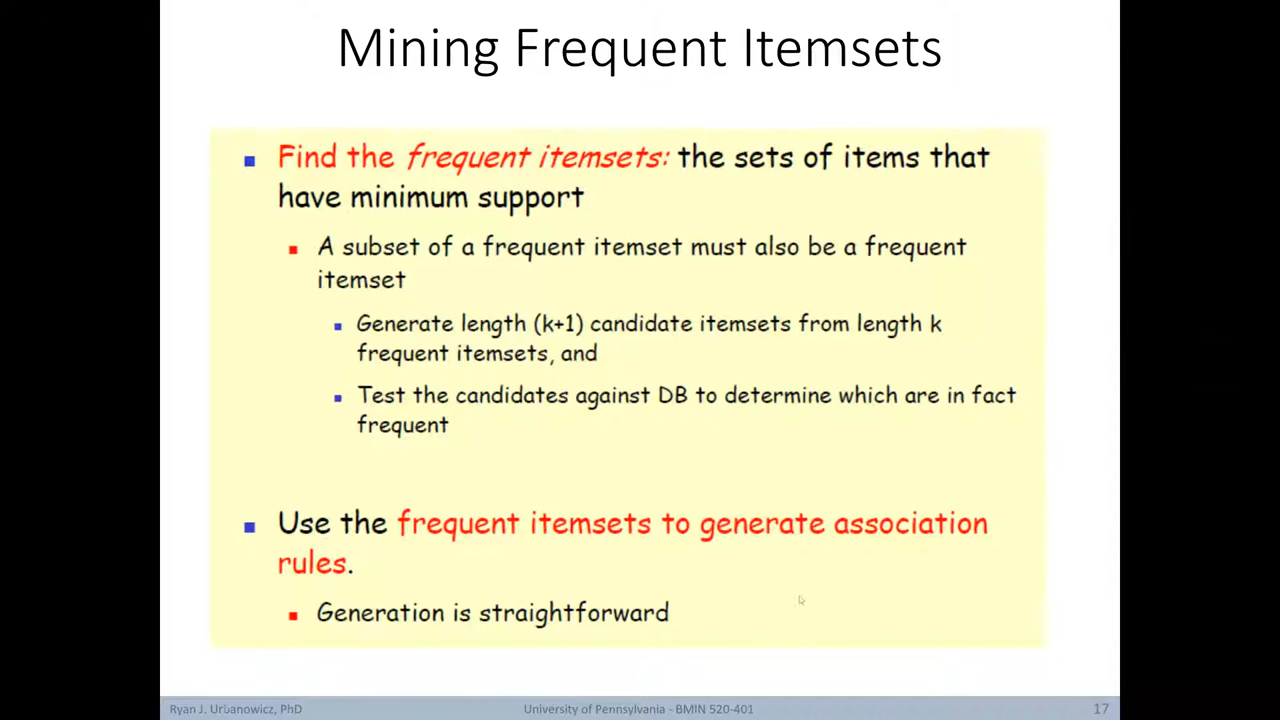 Mining Frequent Itemsets
Find the frequent itemsets: the sets of items that
have minimum support
A subset of a frequent itemset must also be a frequent
itemset
Generate length (k+1) candidate itemsets from length k
frequent itemsets, and
Test the candidates against DB to determine which are in fact
frequent
Use the frequent itemsets to generate association
rules.
Generation is straightforward
Ryan J. Urbanowicz, PhD
University of Pennsylvania - BMIN 520-401
17